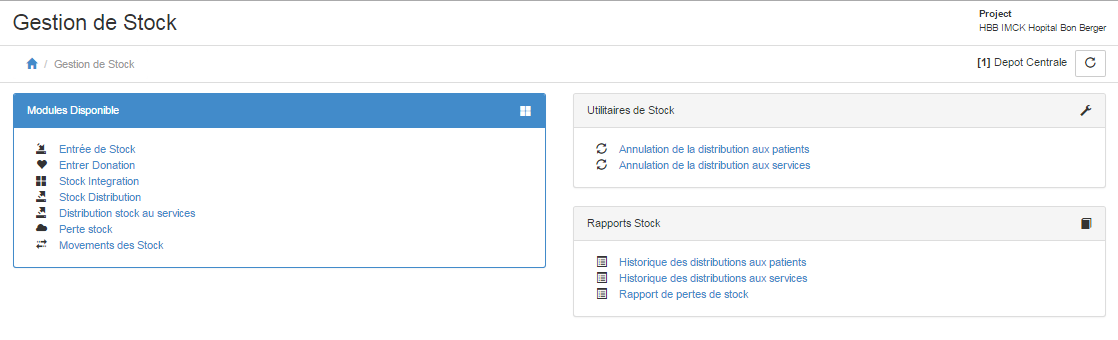 Gestion de Stock
Project
HBB IMCK Hopital Bon Berger
/ Gestion de Stock
[1] Depot Centrale
Modules Disponible
Entrée de Stock
Entrer Donation
Stock Integration
Stock Distribution
Distribution stock au services
Perte stock
Movements des Stock
Utilitaires de Stock
Annulation de la distribution aux patients
Annulation de la distribution aux services
Rapports Stock
Historique des distributions aux patients
Historique des distributions aux services
Rapport de pertes de stock